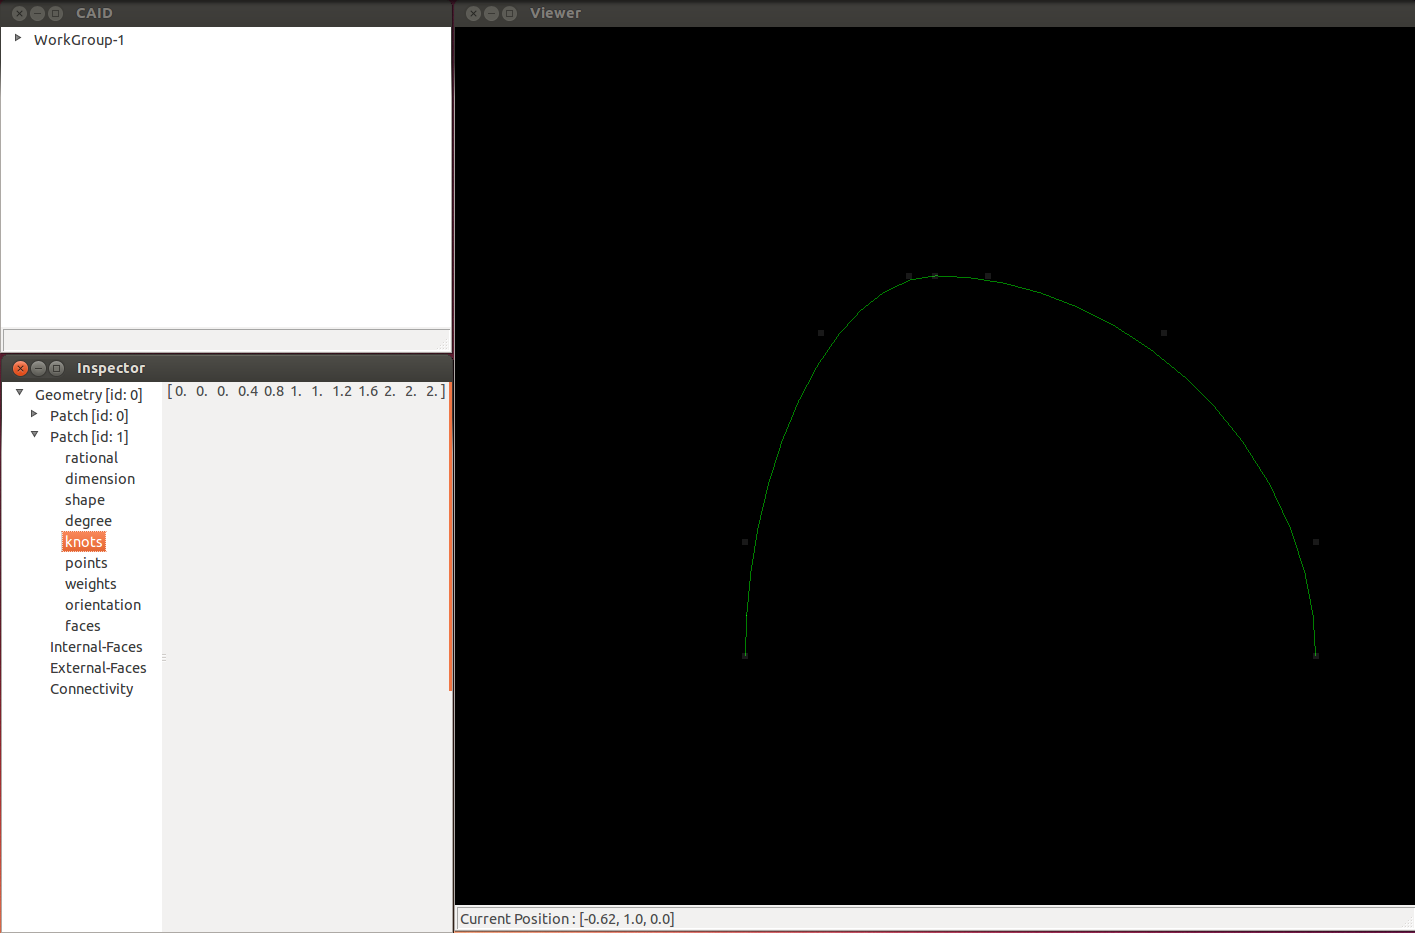 CAID
WorkGroup-1
Viewer
Inspector
Geometry [id: 0]
Patch [id: 0]
Patch [id: 1]
rational
dimension
shape
degree
knots
points
weights
orientation
faces
Internal-Faces
External-Faces
Connectivity
[ 0. 0. 0. 0.4 0.8 1. 1. 1.2 1.6 2. 2. 2. ]
Current Position : [-0.62, 1.0, 0.0]